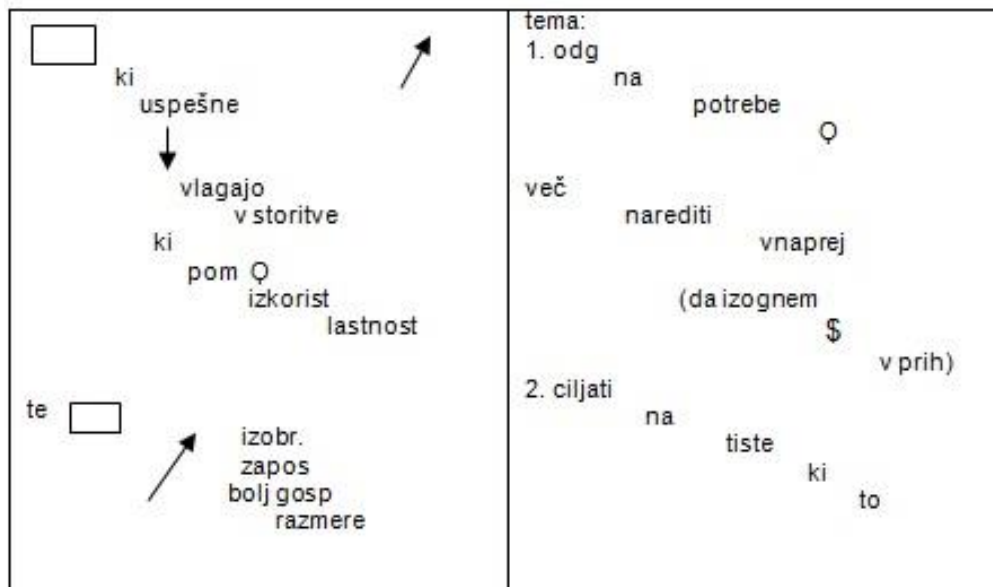 ki
uspešne
vlagajo
v storitve
ki
pom
izkorist
lastnost
te
izobr.
zapos
bolj gosp
razmere
tema:
1. odg
na
potrebe
več
narediti
vnaprej
(da izognem
$
v prih)
2. ciljati
na
tiste
ki
to